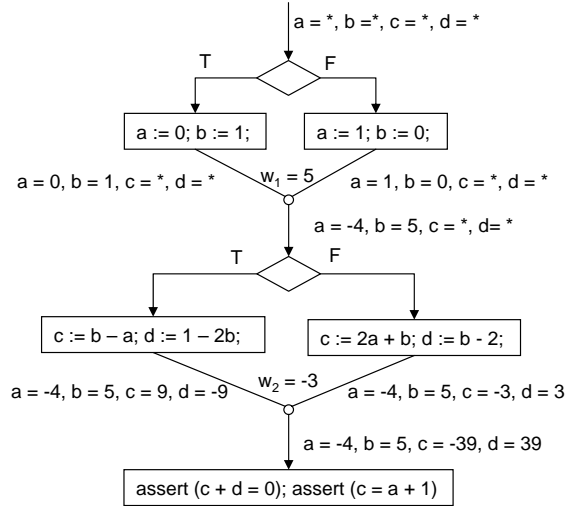 a = *, b =*, c = *, d = *
T
F
a := 0; b := 1;
a := 1; b := 0;
w1 = 5
a = 0, b = 1, c = *, d = *
a = 1, b = 0, c = *, d = *
a = -4, b = 5, c = *, d= *
T
F
c := b – a; d := 1 – 2b;
c := 2a + b; d := b - 2;
w2 = -3
a = -4, b = 5, c = 9, d = -9
a = -4, b = 5, c = -3, d = 3
a = -4, b = 5, c = -39, d = 39
assert (c + d = 0); assert (c = a + 1)